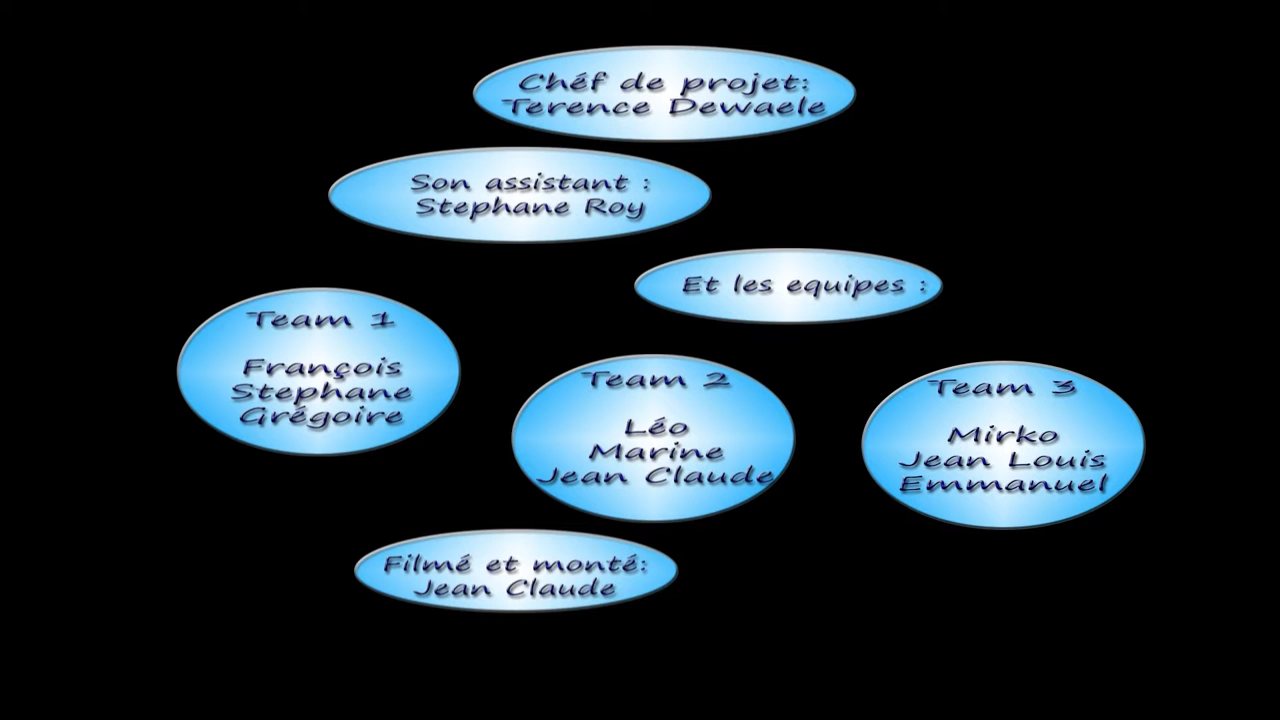 Chéf de projet:
Terence Dewaele
Son assistant :
Stephane Roy
Et les equipes :
Team 1
François
Stephane
Grégoire
Team 2
Léo
Marine
Jean Claude
Team 3
Mirko
Jean Louis
Emmanuel
Filmé et monté:
Jean Claude